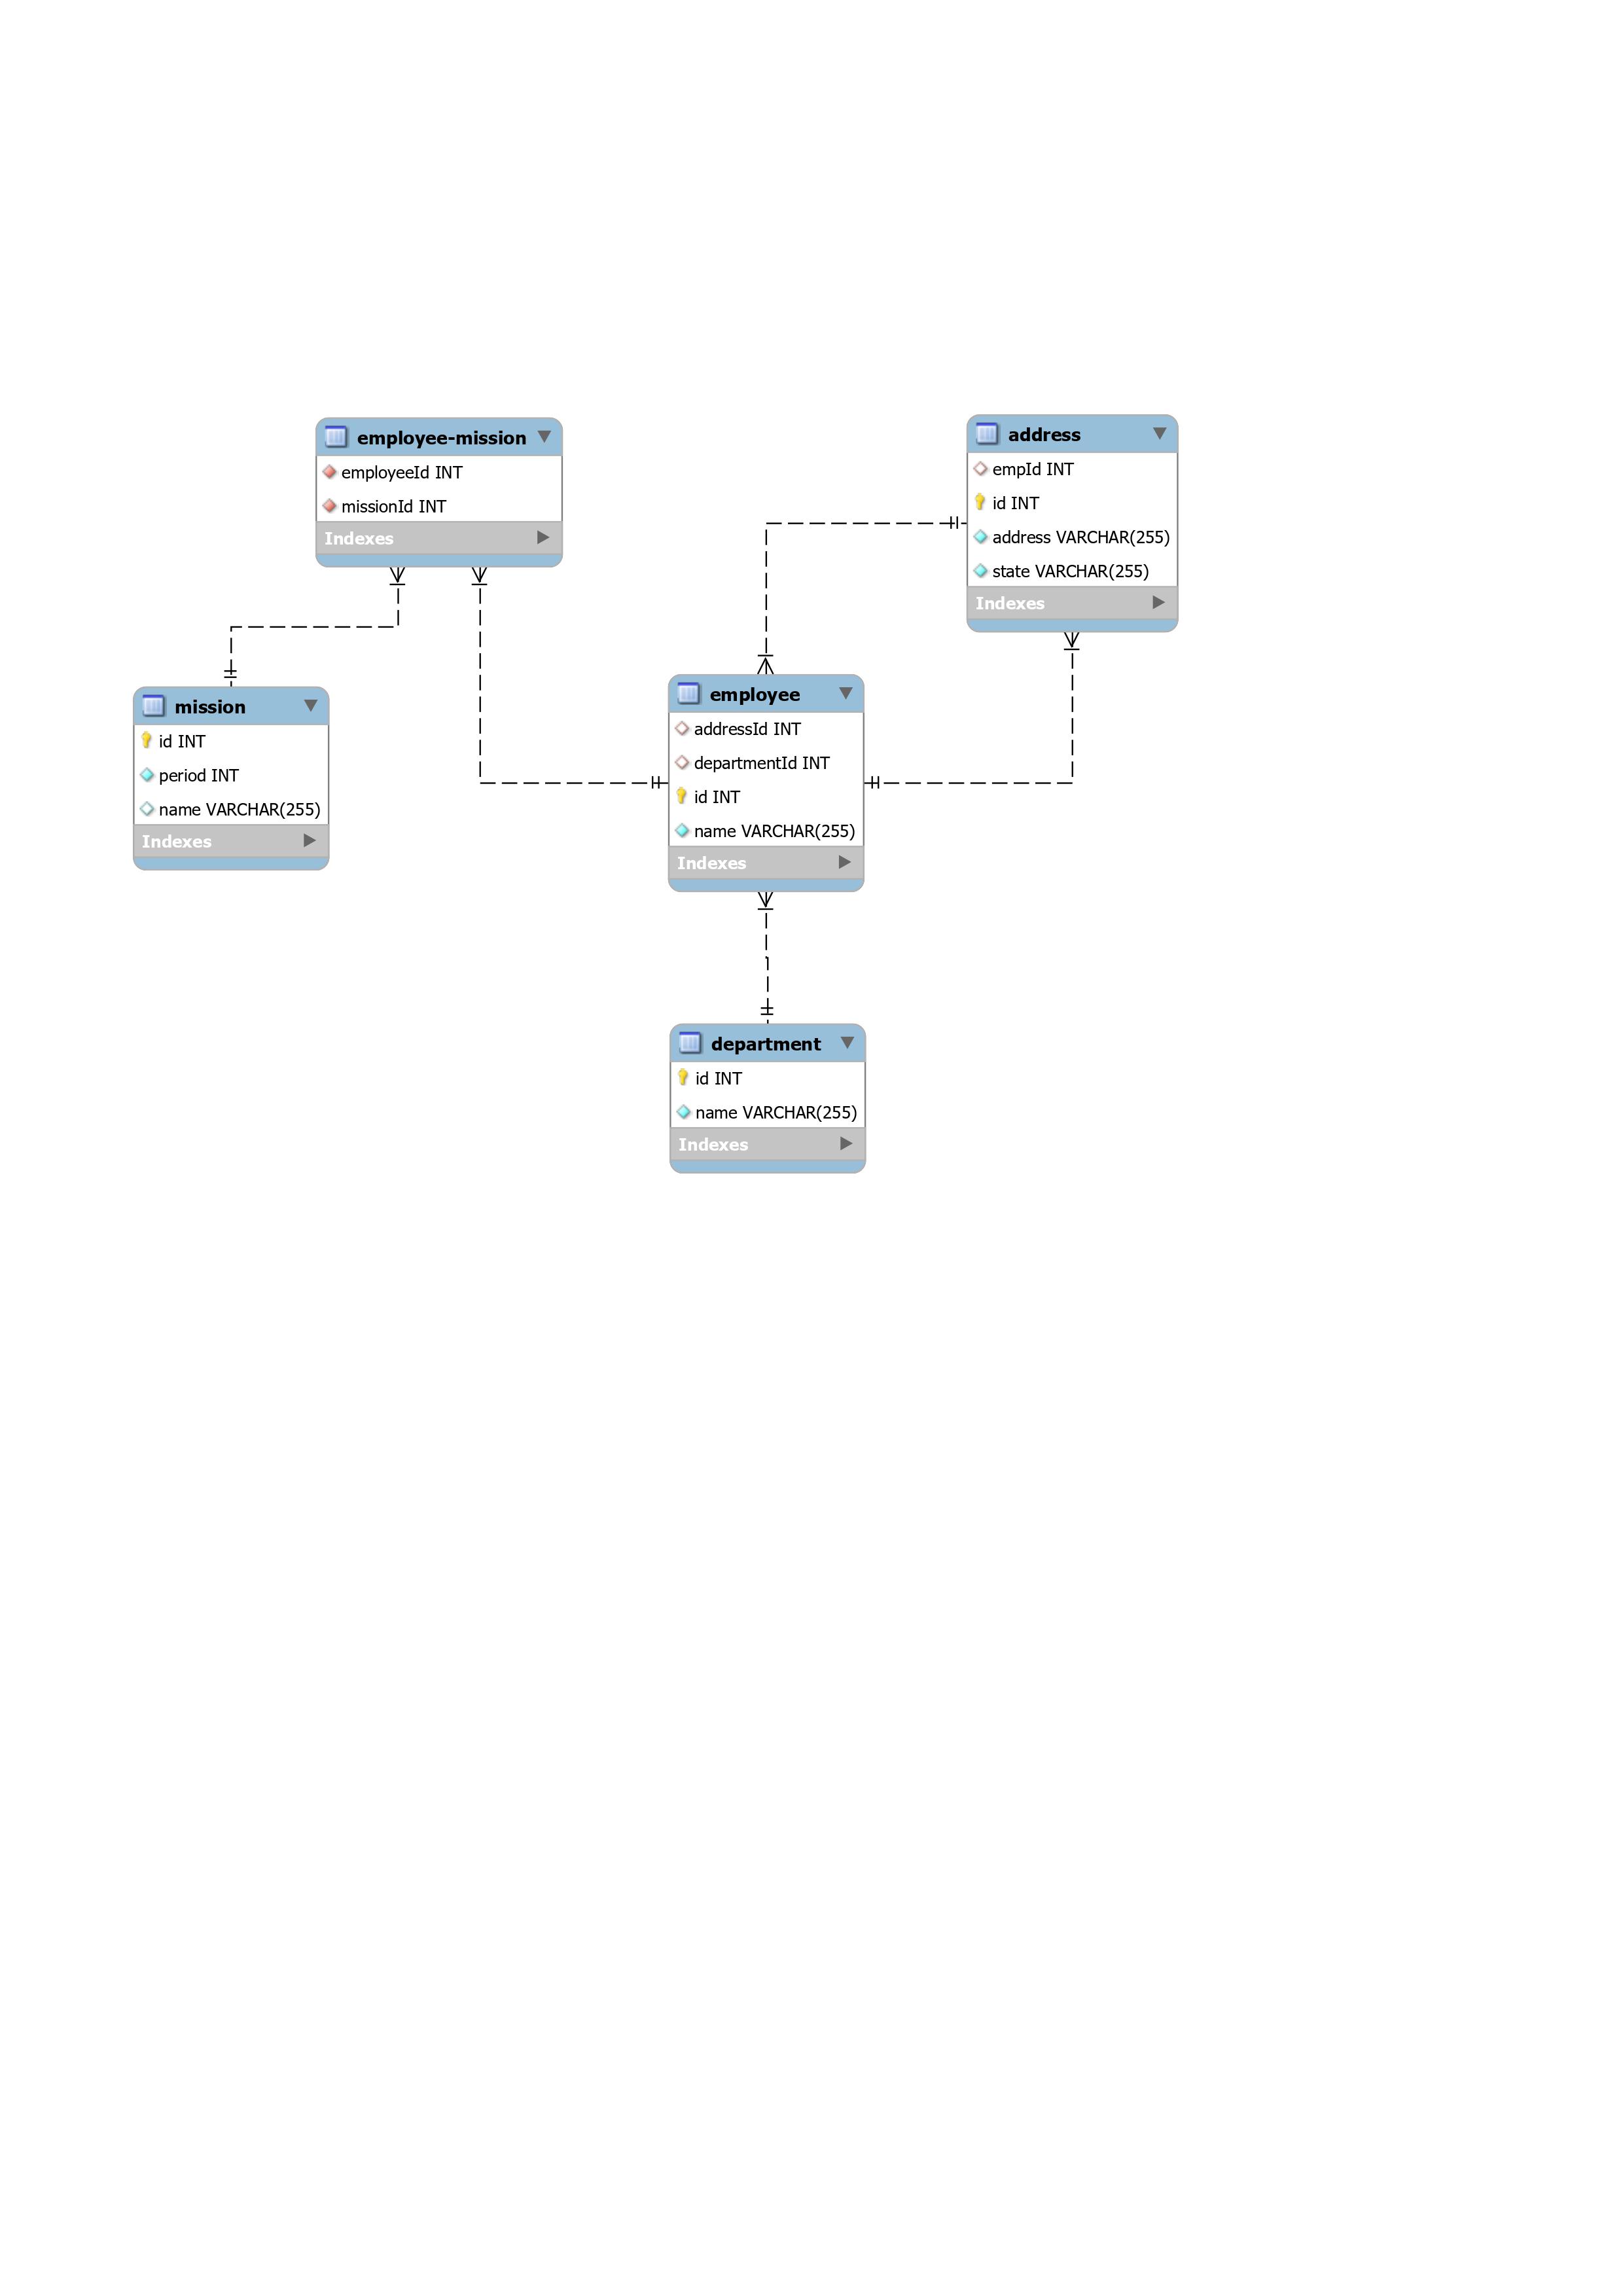 employee-mission
employeeId INT
missionId INT
Indexes
address
empId INT
id INT
address VARCHAR(255)
state VARCHAR(255)
Indexes
mission
id INT
period INT
name VARCHAR(255)
Indexes
employee
addressId INT
departmentId INT
id INT
name VARCHAR(255)
Indexes
department
id INT
name VARCHAR(255)
Indexes